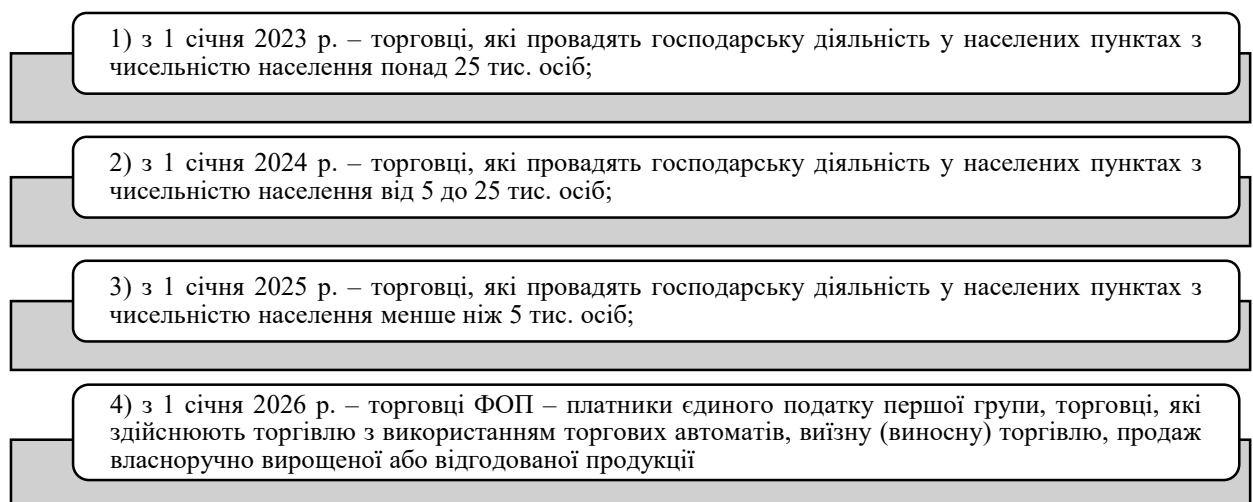 1) з 1 січня 2023 р. – торговці, які провадять господарську діяльність у населених пунктах з
чисельністю населення понад 25 тис. осіб;
2) з 1 січня 2024 р. – торговці, які провадять господарську діяльність у населених пунктах з
чисельністю населення від 5 до 25 тис. осіб;
3) з 1 січня 2025 р. – торговці, які провадять господарську діяльність у населених пунктах з
чисельністю населення менше ніж 5 тис. осіб;
4) з 1 січня 2026 р. – торговці ФОП – платники єдиного податку першої групи, торговці, які
здійснюють торгівлю з використанням торгових автоматів, виїзну (виносну) торгівлю, продаж
власноручно вирощеної або відгодованої продукції